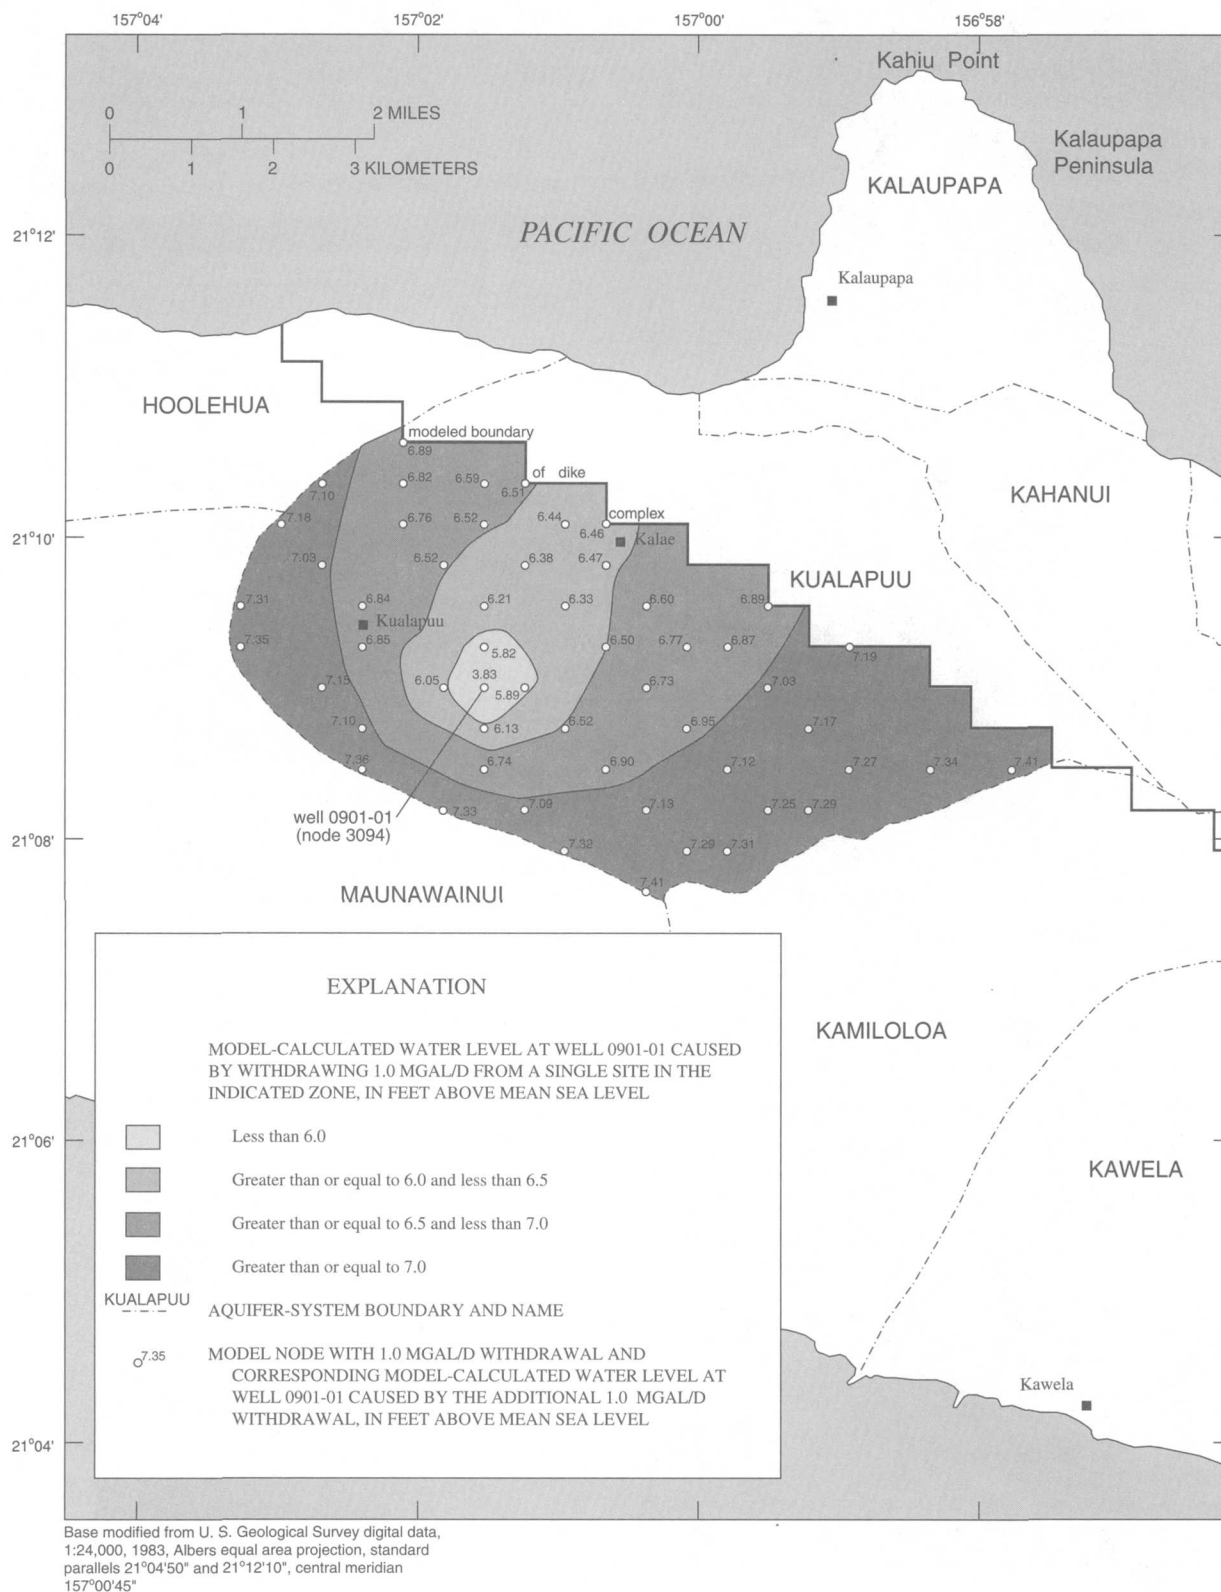 157°04' 157°02' 157°00' 156°58'
Kahiu Point
0 1 2 MILES
0 1 2 3 KILOMETERS
Kalaupapa
Peninsula
KALAUPAPA
PACIFIC OCEAN
21°12'
Kalaupapa
HOOLEHUA
modeled boundary
6.89
of dike
7.10 6.82 6.59 6.51
KAHANUI
complex
7.18 6.76 6.52 6.44 6.46
21°10'
Kalae
7.03 6.52 6.38 6.47
KUALAPUU
7.31 6.84 6.21 6.33 6.60 6.89
Kualapuu
7.35 6.85 5.82 6.50 6.77 6.87 7.19
7.15 6.05 3.83 5.89 6.73 7.03
7.10 6.13 6.52 6.95 7.17
7.36 6.74 6.90 7.12 7.27 7.34 7.41
7.33 7.09 7.13 7.25 7.29
well 0901-01
(node 3094)
21°08'
7.32 7.29 7.31
7.41
MAUNAWAINUI
EXPLANATION
KAMILOLOA
MODEL-CALCULATED WATER LEVEL AT WELL 0901-01 CAUSED
BY WITHDRAWING 1.0 MGAL/D FROM A SINGLE SITE IN THE
INDICATED ZONE, IN FEET ABOVE MEAN SEA LEVEL
21°06'
Less than 6.0
KAWELA
Greater than or equal to 6.0 and less than 6.5
Greater than or equal to 6.5 and less than 7.0
Greater than or equal to 7.0
KUALAPUU
AQUIFER-SYSTEM BOUNDARY AND NAME
7.35
MODEL NODE WITH 1.0 MGAL/D WITHDRAWAL AND
CORRESPONDING MODEL-CALCULATED WATER LEVEL AT
WELL 0901-01 CAUSED BY THE ADDITIONAL 1.0 MGAL/D
WITHDRAWAL, IN FEET ABOVE MEAN SEA LEVEL
Kawela
21°04'
Base modified from U. S. Geological Survey digital data,
1:24,000, 1983, Albers equal area projection, standard
parallels 21°04'50" and 21°12'10", central meridian
157°00'45"